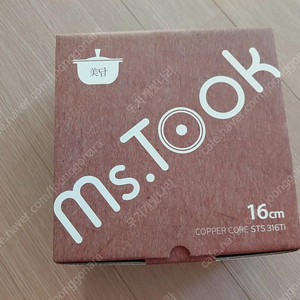 美담
Ms.Took
16cm
COPPER CORE STS 316Ti